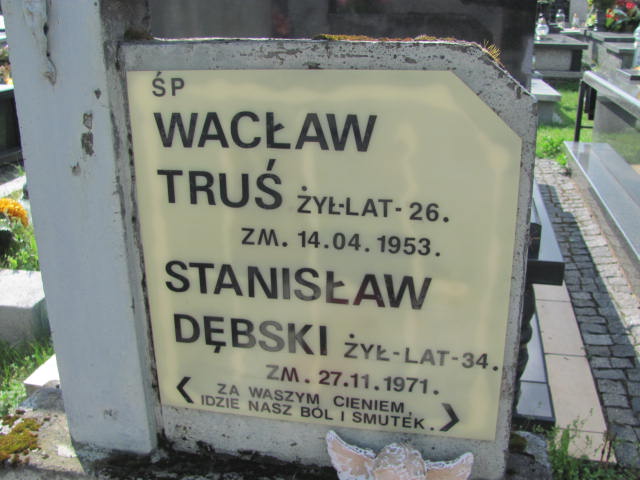 ŚP
WACŁAW
TRUŚ ŻYŁ-LAT-26.
ZM. 14.04.1953.
STANISŁAW
DĘBSKI ŻYŁ-LAT-34.
ZM. 27.11.1971.
ZA WASZYM CIENIEM
IDZIE NASZ BÓL I SMUTEK.